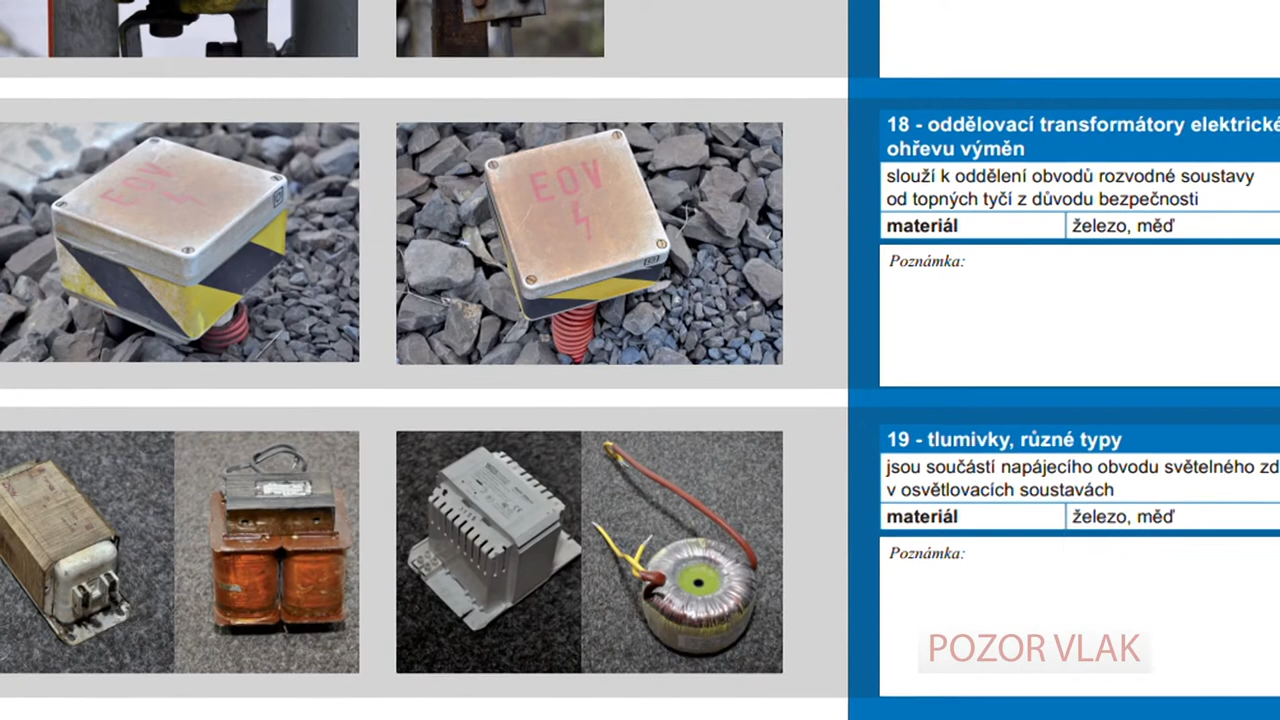 EOV
EOV
18 - oddělovací transformátory elektrické
ohřevu výměn
slouží k oddělení obvodů rozvodné soustavy
od topných tyčí z důvodu bezpečnosti
materiál
železo, měď
Poznámka:
19 - tlumivky, různé typy
jsou součástí napájecího obvodu světelného zd
v osvětlovacích soustavách
materiál
železo, měď
Poznámka:
POZOR VLAK